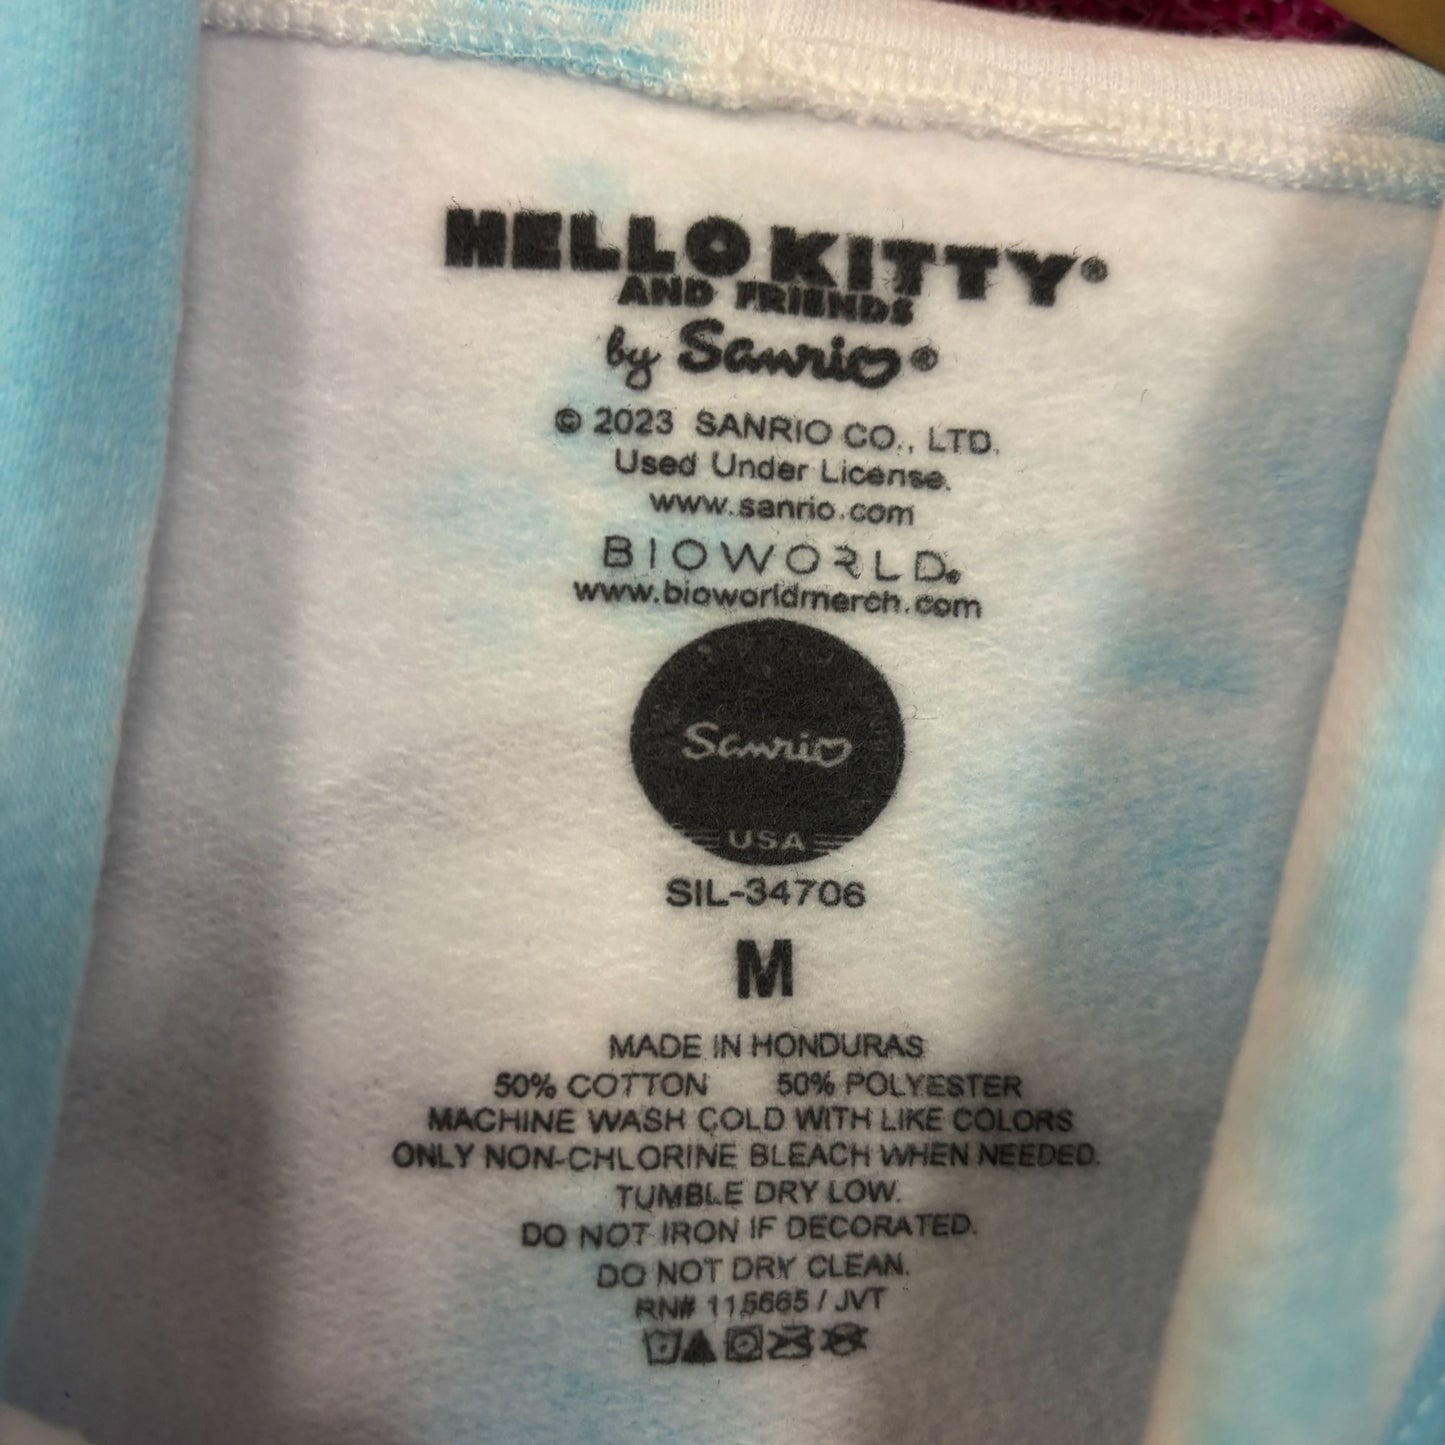 HELLO KITTY®
AND FRIENDS
by Sanrio®
© 2023 SANRIO CO., LTD.
Used Under License.
www.sanrio.com
BIOWORLD®
www.bioworldmerch.com
Sanrio
USA
SIL-34706
M
MADE IN HONDURAS
50% COTTON 50% POLYESTER
MACHINE WASH COLD WITH LIKE COLORS
ONLY NON-CHLORINE BLEACH WHEN NEEDED.
TUMBLE DRY LOW.
DO NOT IRON IF DECORATED.
DO NOT DRY CLEAN.
RN# 115665 / JVT